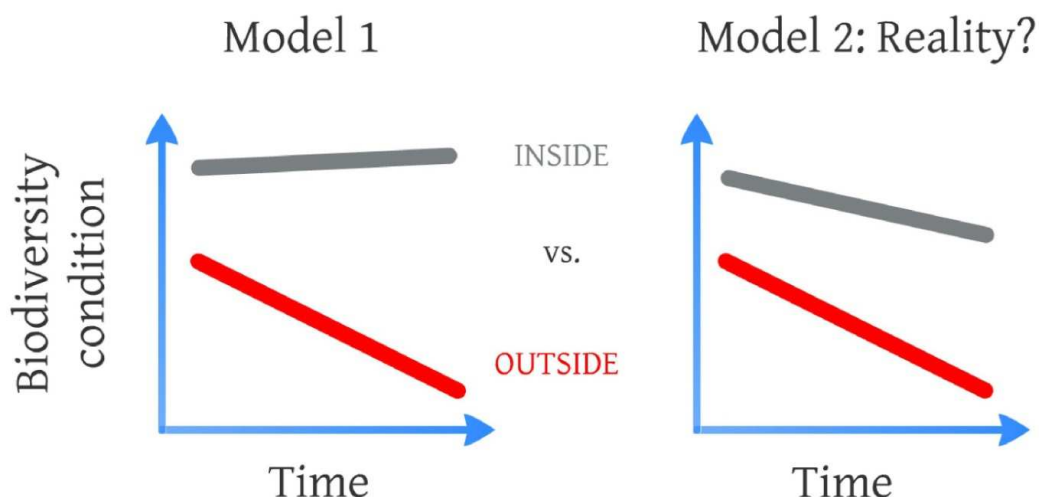 Model 1
Model 2: Reality?
Biodiversity
condition
INSIDE
vs.
OUTSIDE
Time
Time